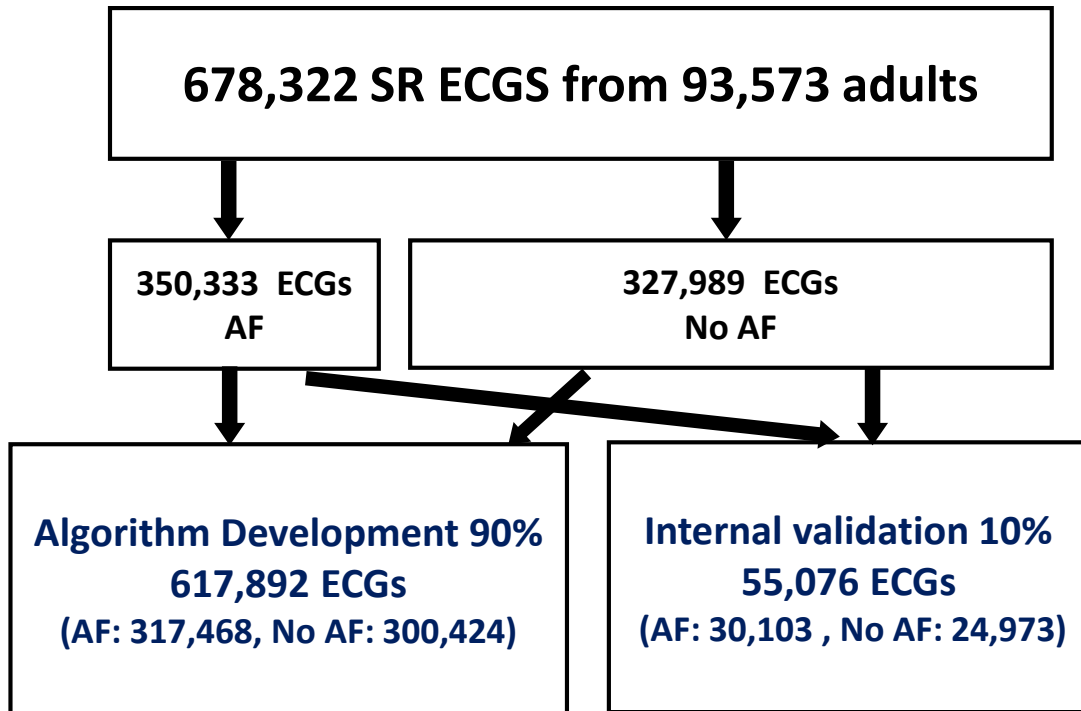 678,322 SR ECGS from 93,573 adults
350,333  ECGs
AF
327,989  ECGs
No AF
Algorithm Development 90%
617,892 ECGs
(AF: 317,468, No AF: 300,424)
Internal validation 10%
55,076 ECGs
(AF: 30,103 , No AF: 24,973)